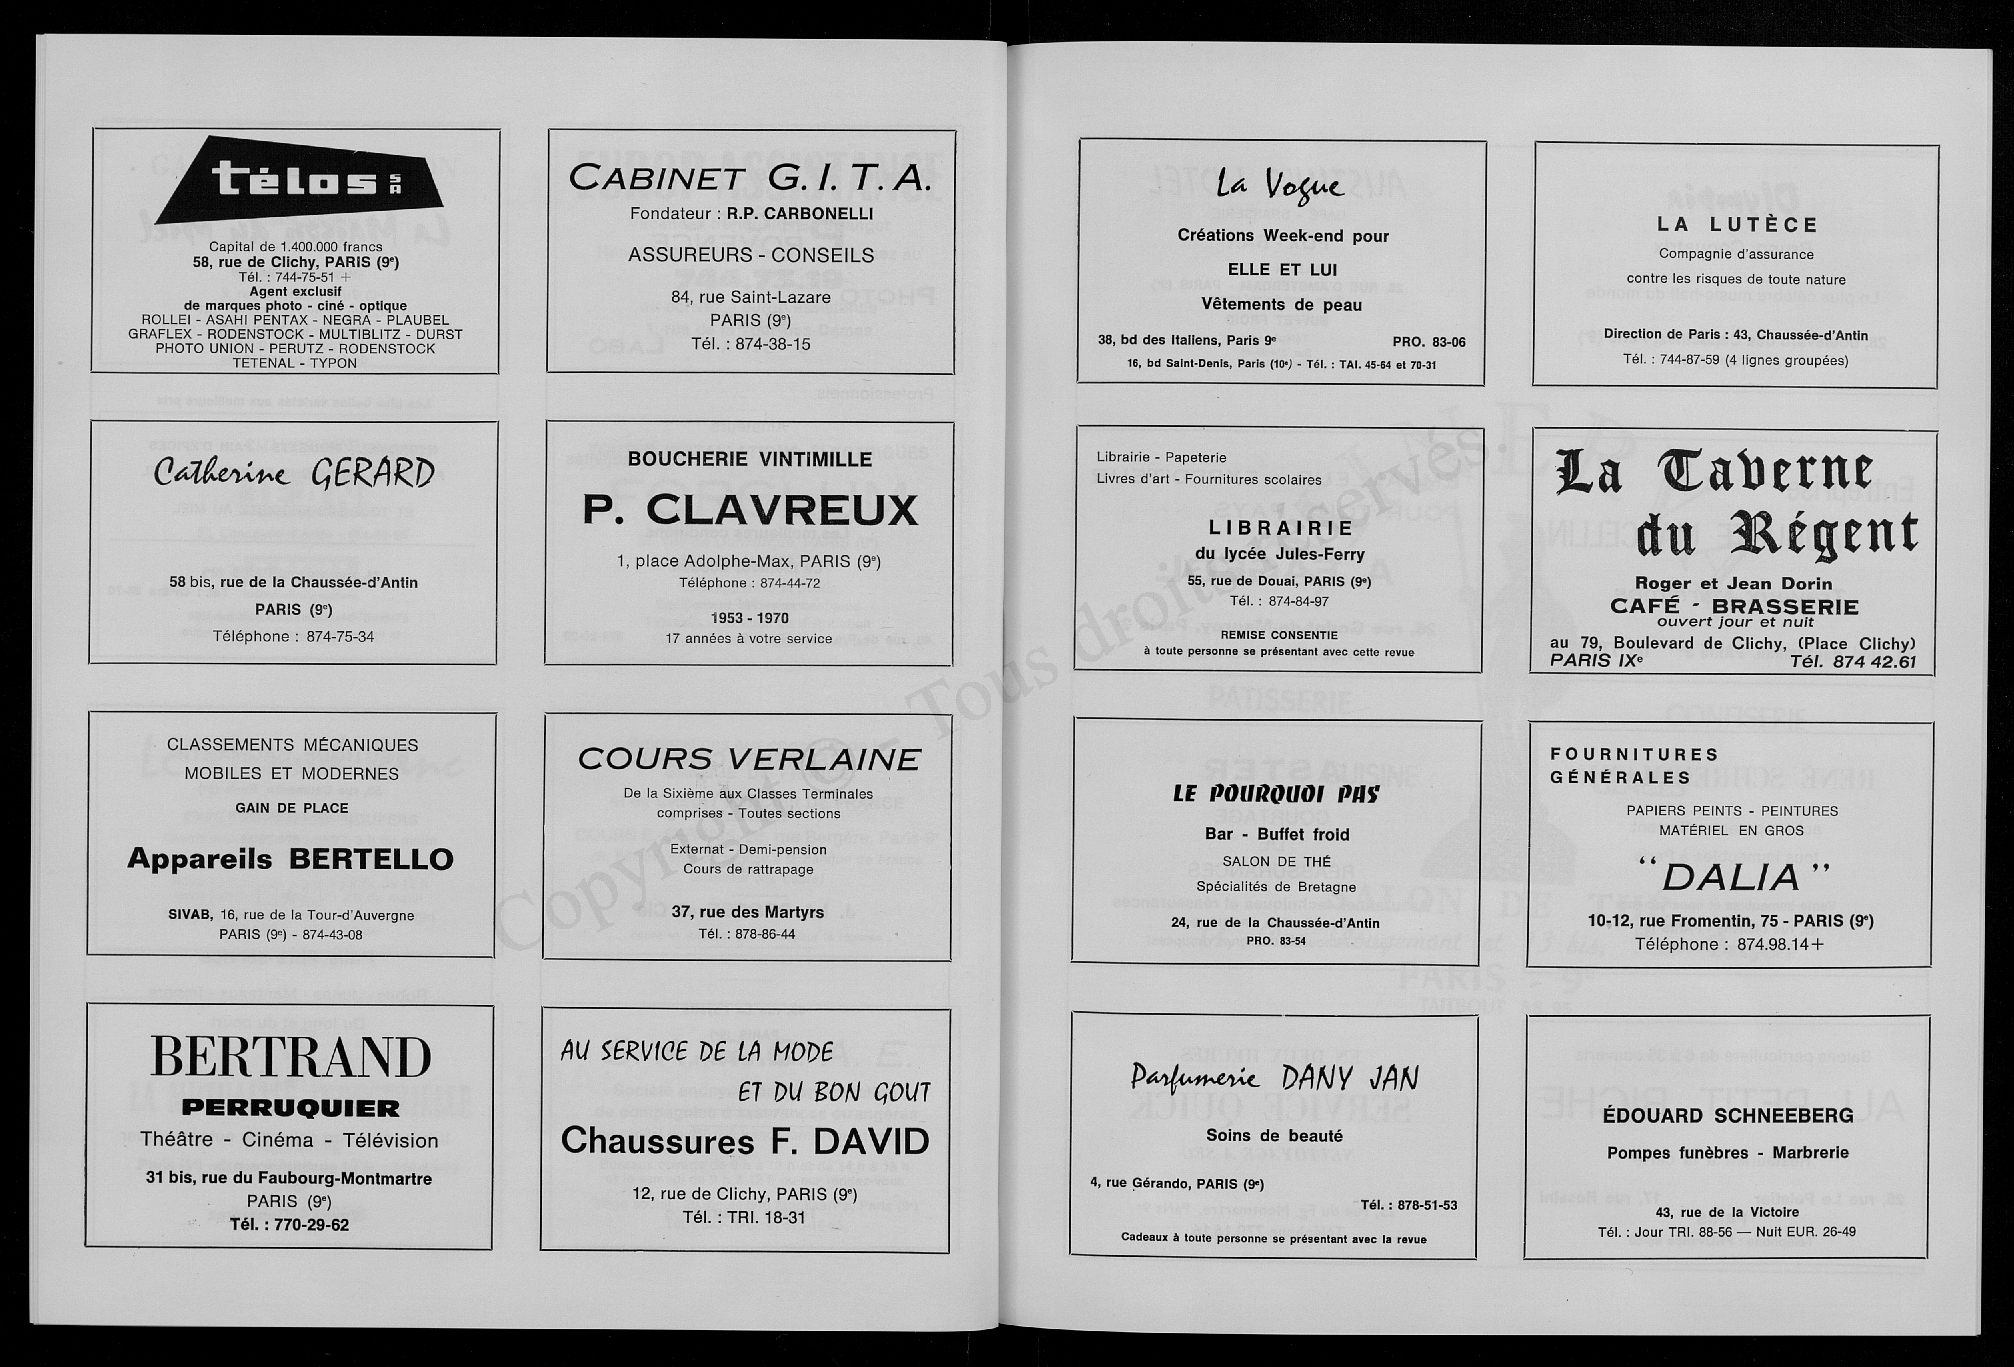 télos SA
Capital de 1.400.000 francs
58, rue de Clichy, PARIS (9e)
Tél. : 744-75-51 +
Agent exclusif
de marques photo - ciné - optique
ROLLEI - ASAHI PENTAX - NEGRA - PLAUBEL
GRAFLEX - RODENSTOCK - MULTIBLITZ - DURST
PHOTO UNION - PERUTZ - RODENSTOCK
TETENAL - TYPON
CABINET G. I. T. A.
Fondateur : R.P. CARBONELLI
ASSUREURS - CONSEILS
84, rue Saint-Lazare
PARIS (9e)
Tél. : 874-38-15
Catherine GERARD
58 bis, rue de la Chaussée-d'Antin
PARIS (9e)
Téléphone : 874-75-34
BOUCHERIE VINTIMILLE
P. CLAVREUX
1, place Adolphe-Max, PARIS (9e)
Téléphone : 874-44-72
1953 - 1970
17 années à votre service
CLASSEMENTS MÉCANIQUES
MOBILES ET MODERNES
GAIN DE PLACE
Appareils BERTELLO
SIVAB, 16, rue de la Tour-d'Auvergne
PARIS (9e) - 874-43-08
COURS VERLAINE
De la Sixième aux Classes Terminales
comprises - Toutes sections
Externat - Demi-pension
Cours de rattrapage
37, rue des Martyrs
Tél. : 878-86-44
BERTRAND
PERRUQUIER
Théâtre - Cinéma - Télévision
31 bis, rue du Faubourg-Montmartre
PARIS (9e)
Tél. : 770-29-62
AU SERVICE DE LA MODE
ET DU BON GOUT
Chaussures F. DAVID
12, rue de Clichy, PARIS (9e)
Tél. : TRI. 18-31
La Vogue
Créations Week-end pour
ELLE ET LUI
Vêtements de peau
38, bd des Italiens, Paris 9e PRO. 83-06
16, bd Saint-Denis, Paris (10e) - Tél. : TAI. 45-64 et 70-31
LA LUTÈCE
Compagnie d'assurance
contre les risques de toute nature
Direction de Paris : 43, Chaussée-d'Antin
Tél. : 744-87-59 (4 lignes groupées)
Librairie - Papeterie
Livres d'art - Fournitures scolaires
LIBRAIRIE
du lycée Jules-Ferry
55, rue de Douai, PARIS (9e)
Tél. : 874-84-97
REMISE CONSENTIE
à toute personne se présentant avec cette revue
La Taverne
du Régent
Roger et Jean Dorin
CAFÉ - BRASSERIE
ouvert jour et nuit
au 79, Boulevard de Clichy, (Place Clichy)
PARIS IXe Tél. 874 42.61
LE POURQUOI PAS
Bar - Buffet froid
SALON DE THÉ
Spécialités de Bretagne
24, rue de la Chaussée-d'Antin
PRO. 83-54
FOURNITURES
GÉNÉRALES
PAPIERS PEINTS - PEINTURES
MATÉRIEL EN GROS
“DALIA”
10-12, rue Fromentin, 75 - PARIS (9e)
Téléphone : 874.98.14+
Parfumerie DANY JAN
Soins de beauté
4, rue Gérando, PARIS (9e)
Tél. : 878-51-53
Cadeaux à toute personne se présentant avec la revue
ÉDOUARD SCHNEEBERG
Pompes funèbres - Marbrerie
43, rue de la Victoire
Tél. : Jour TRI. 88-56 — Nuit EUR. 26-49
Copyright © - Tous droits réservés.